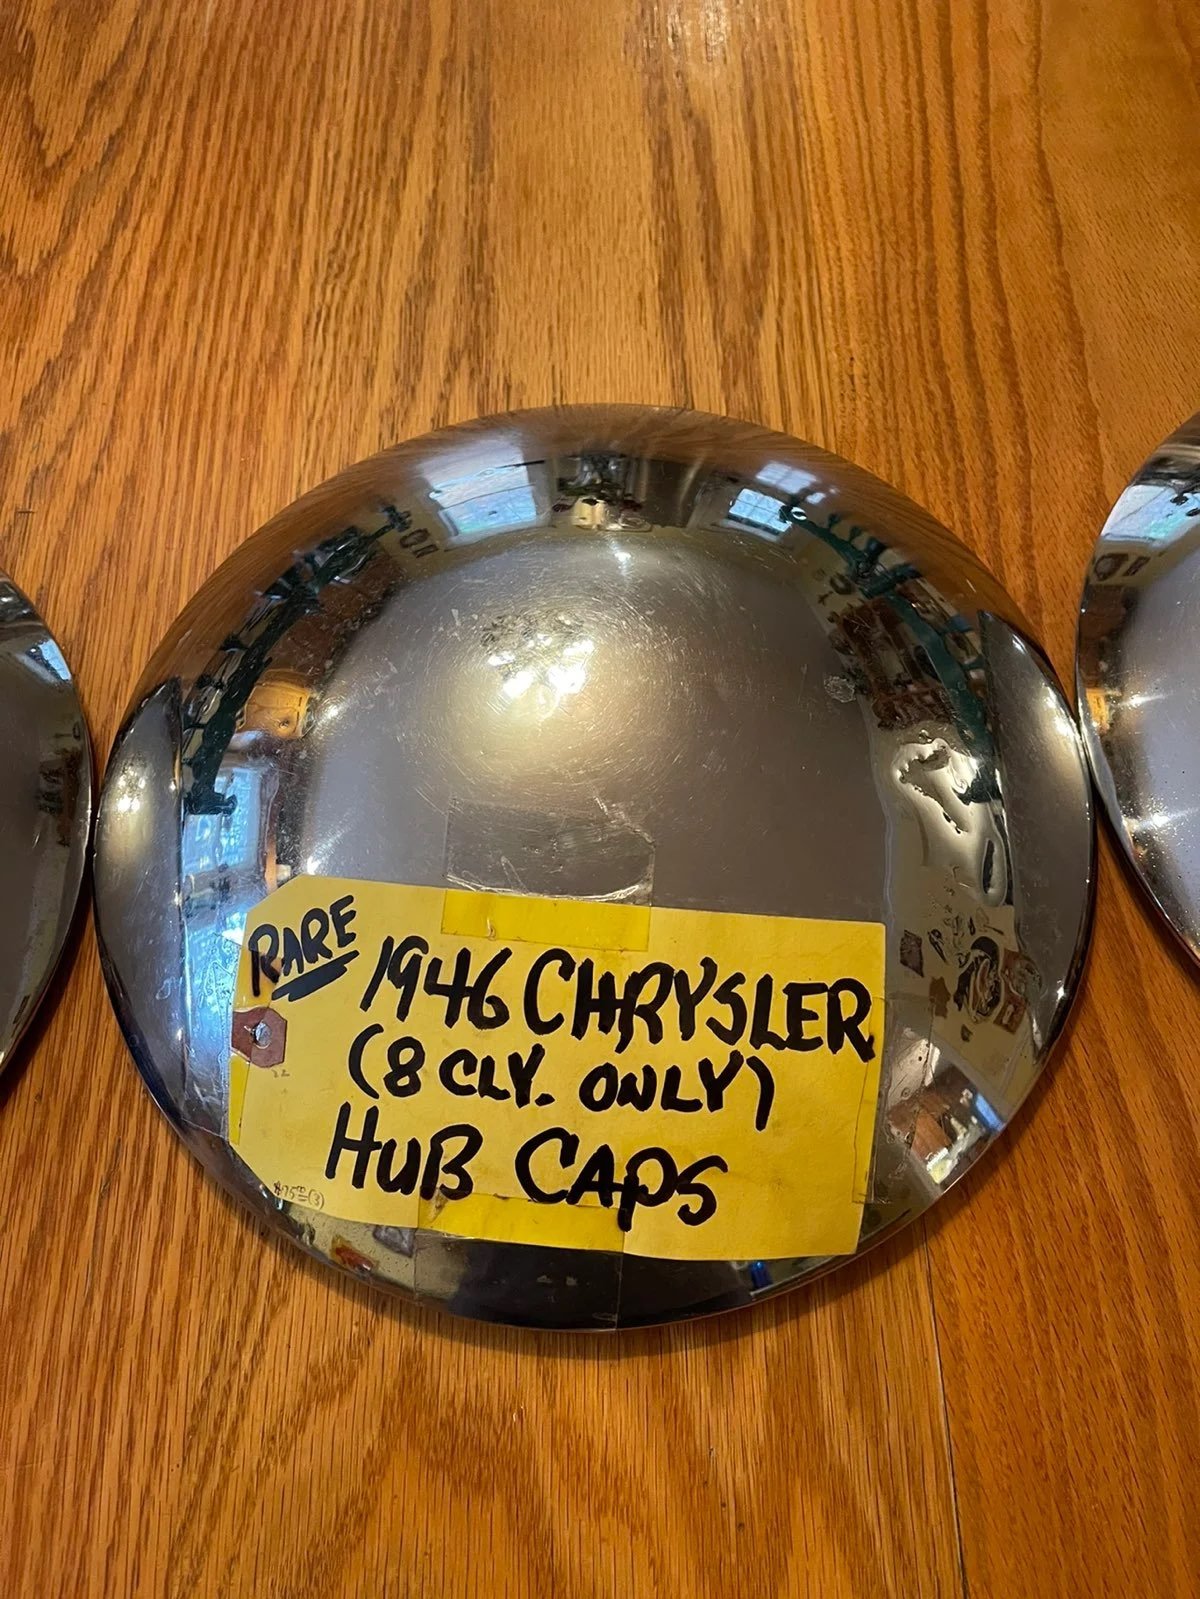 RARE
1946 CHRYSLER
(8 CLY. ONLY)
HUB CAPS